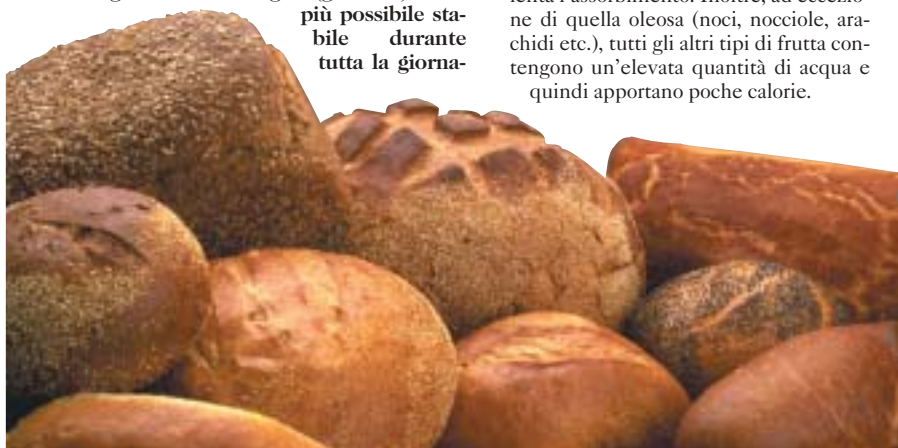 più possibile sta-
bile durante
tutta la giorna-
ne di quella oleosa (noci, nocciole, ara-
chidi etc.), tutti gli altri tipi di frutta con-
tengono un'elevata quantità di acqua e
quindi apportano poche calorie.